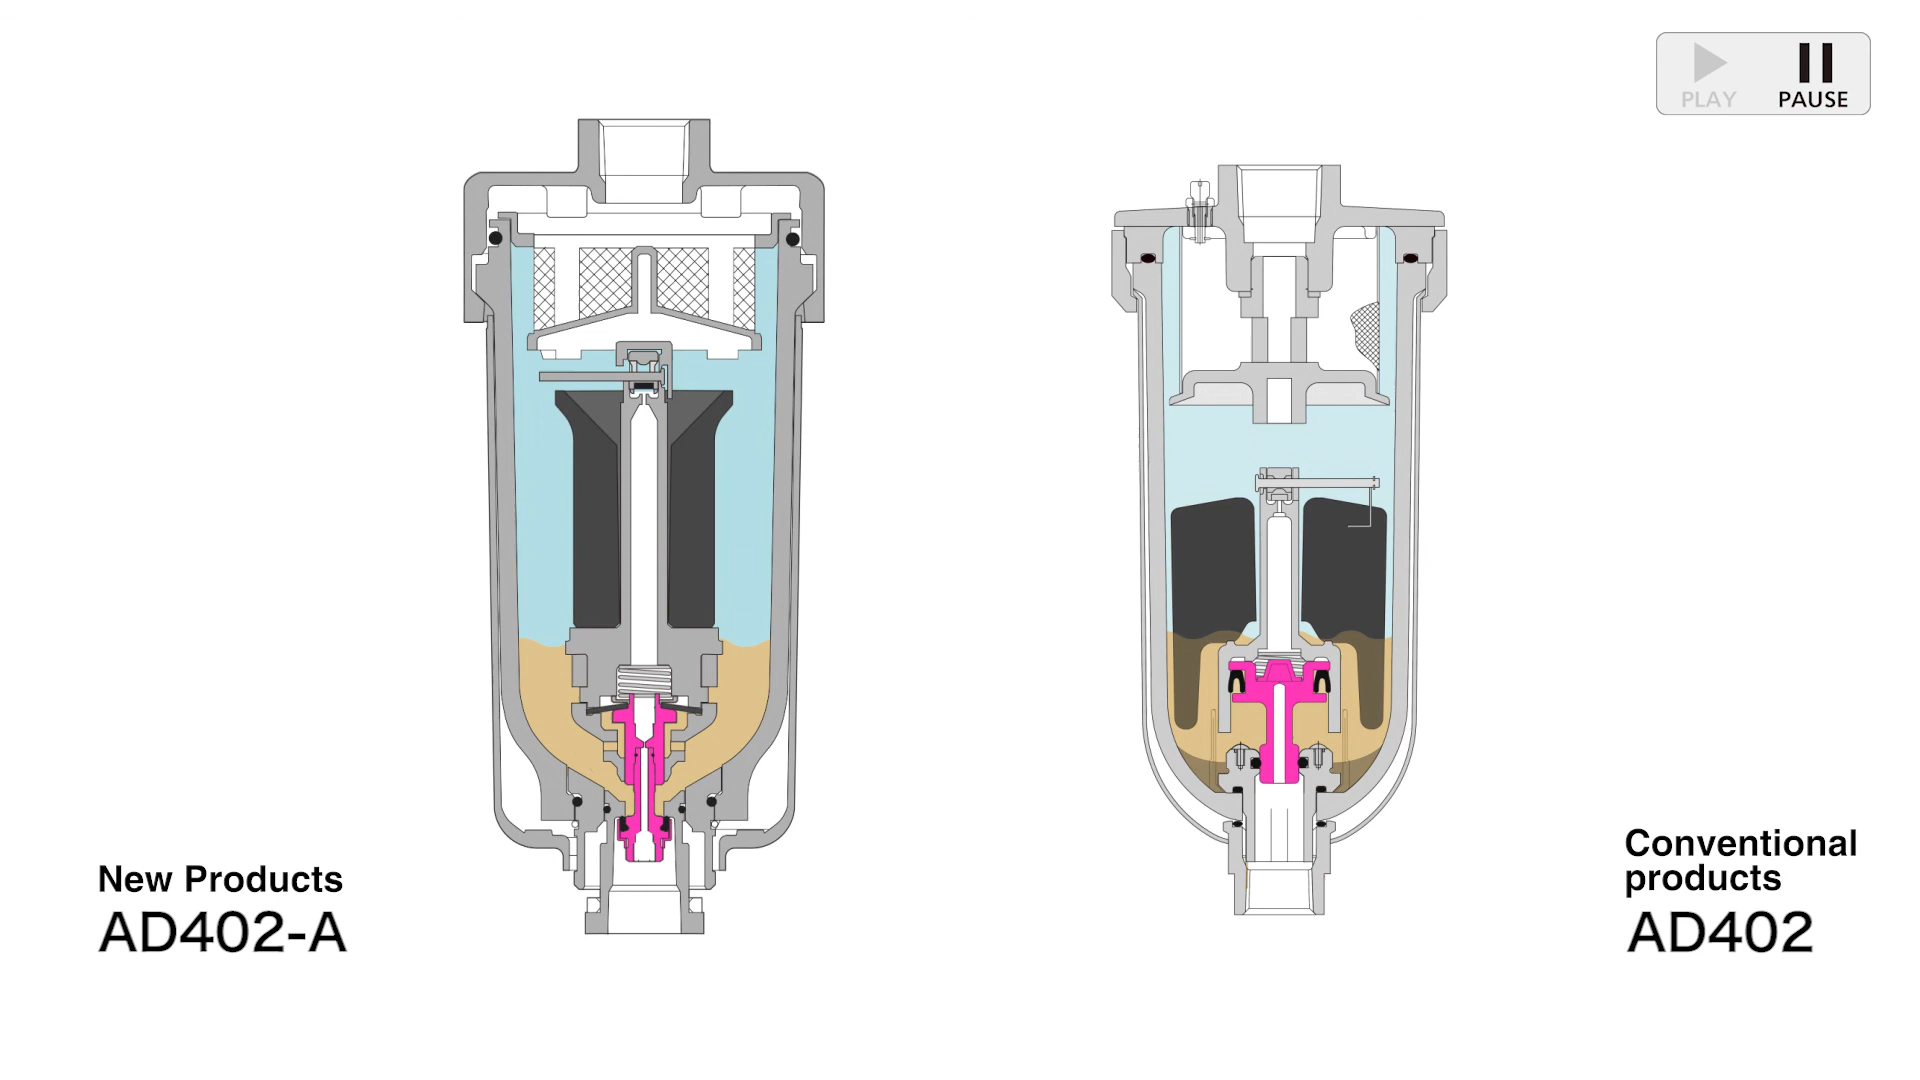 PLAY
PAUSE
New Products
AD402-A
Conventional
products
AD402